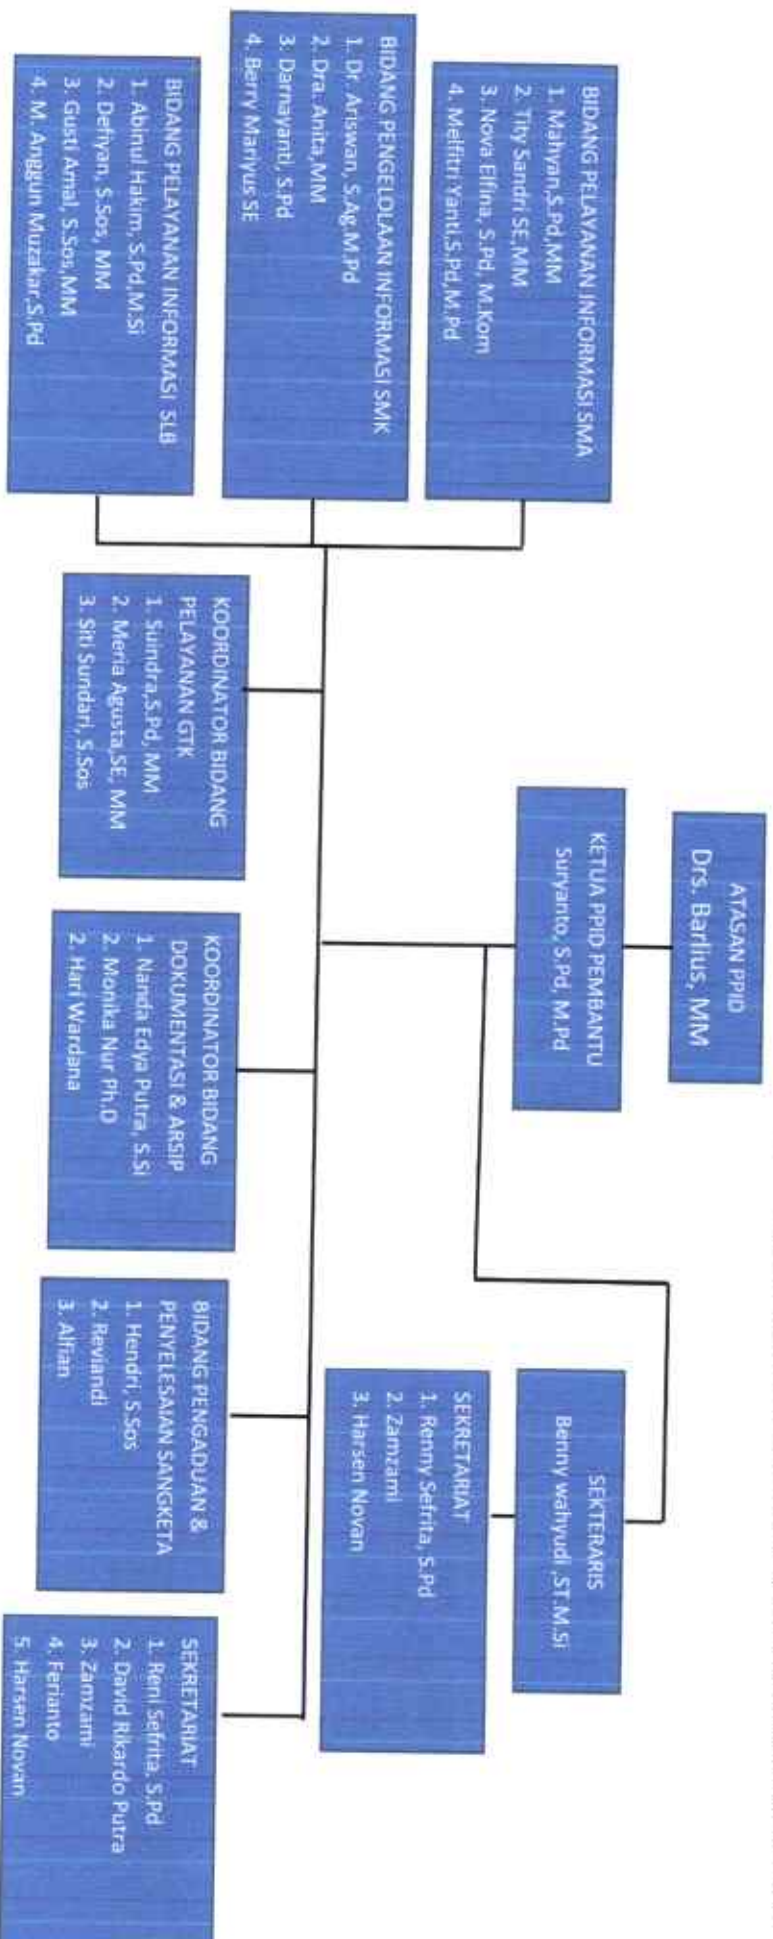 ATASAN PPID
Drs. Barlius, MM
KETUA PPID PEMBANTU
Suryanto, S.Pd, M.Pd
SEKTERARIS
Benny wahyudi ,ST.M.Si
SEKRETARIAT
1. Renny Sefrita, S.Pd
2. Zamzami
3. Harsen Novan
BIDANG PELAYANAN INFORMASI SMA
1. Mahyan,S.Pd,MM
2. Tity Sandri SE,MM
3. Nova Elfina, S.Pd, M.Kom
4. Melfitri Yanti,S.Pd,M.Pd
BIDANG PENGELOLAAN INFORMASI SMK
1. Dr. Ariswan, S.Ag,M.Pd
2. Dra. Anita,MM
3. Darnayanti, S.Pd
4. Berry Mariyus SE
BIDANG PELAYANAN INFORMASI SLB
1. Abinul Hakim, S.Pd,M.Si
2. Defiyan, S.Sos, MM
3. Gusti Amal, S.Sos,MM
4. M. Anggun Muzakar,S.Pd
KOORDINATOR BIDANG
PELAYANAN GTK
1. Suindra,S.Pd, MM
2. Meria Agusta,SE, MM
3. Siti Sundari, S.Sos
KOORDINATOR BIDANG
DOKUMENTASI & ARSIP
1. Nanda Edya Putra, S.Si
2. Monika Nur Ph.D
2. Hari Wardana
BIDANG PENGADUAN &
PENYELESAIAN SANGKETA
1. Hendri, S.Sos
2. Reviandi
3. Alfian
SEKRETARIAT
1. Reni Sefrita, S.Pd
2. David Rikardo Putra
3. Zamzami
4. Ferianto
5. Harsen Novan